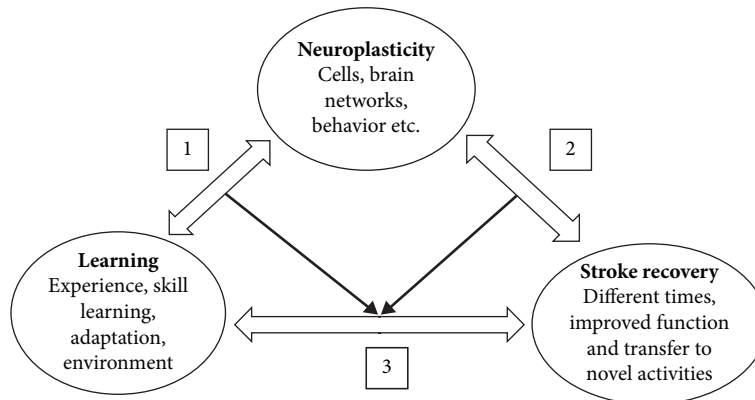 Neuroplasticity
Cells, brain
networks,
behavior etc.
1
2
Learning
Experience, skill
learning,
adaptation,
environment
Stroke recovery
Different times,
improved function
and transfer to
novel activities
3